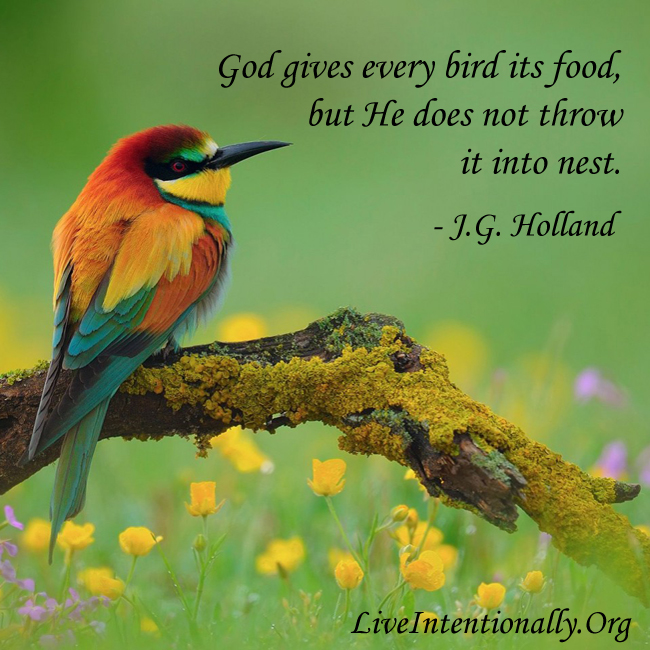 God gives every bird its food,
but He does not throw
it into nest.
- J.G. Holland
LiveIntentionally.Org